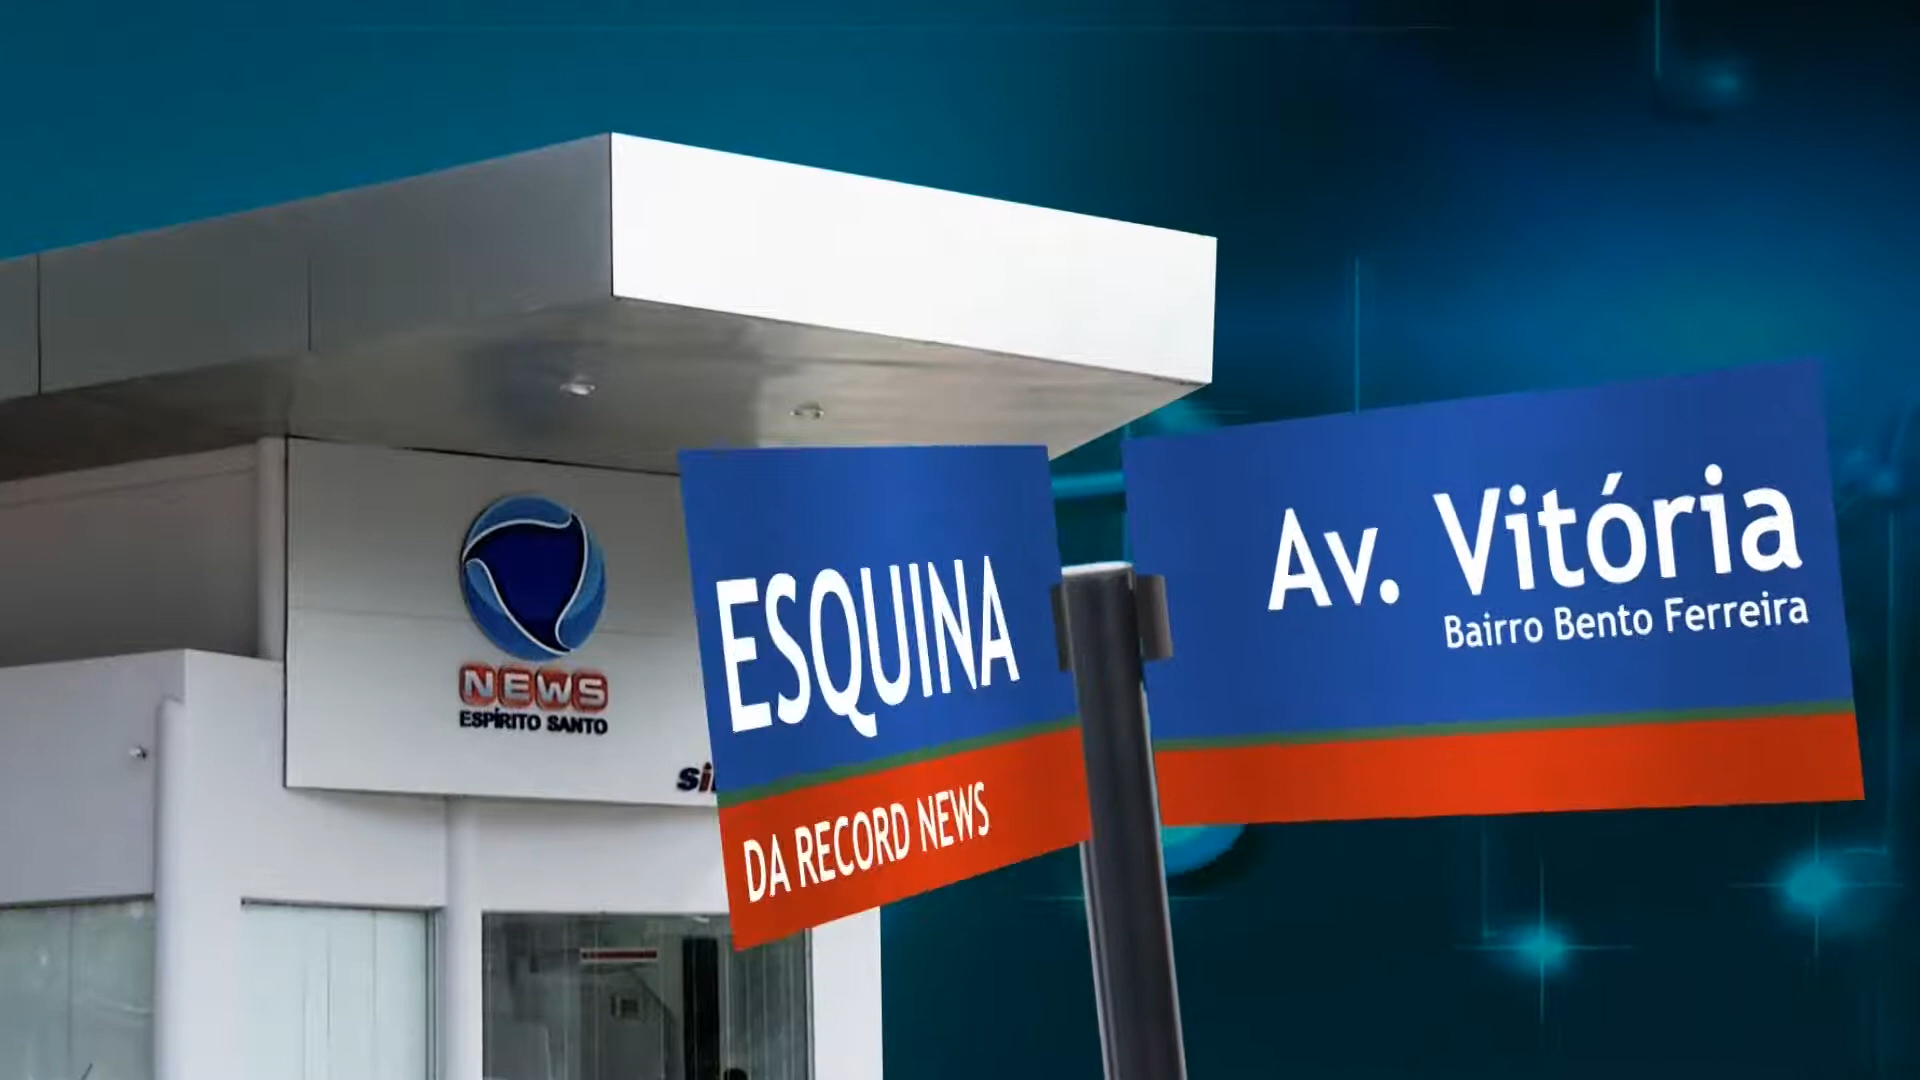 NEWS
ESPÍRITO SANTO
ESQUINA
DA RECORD NEWS
Av. Vitória
Bairro Bento Ferreira